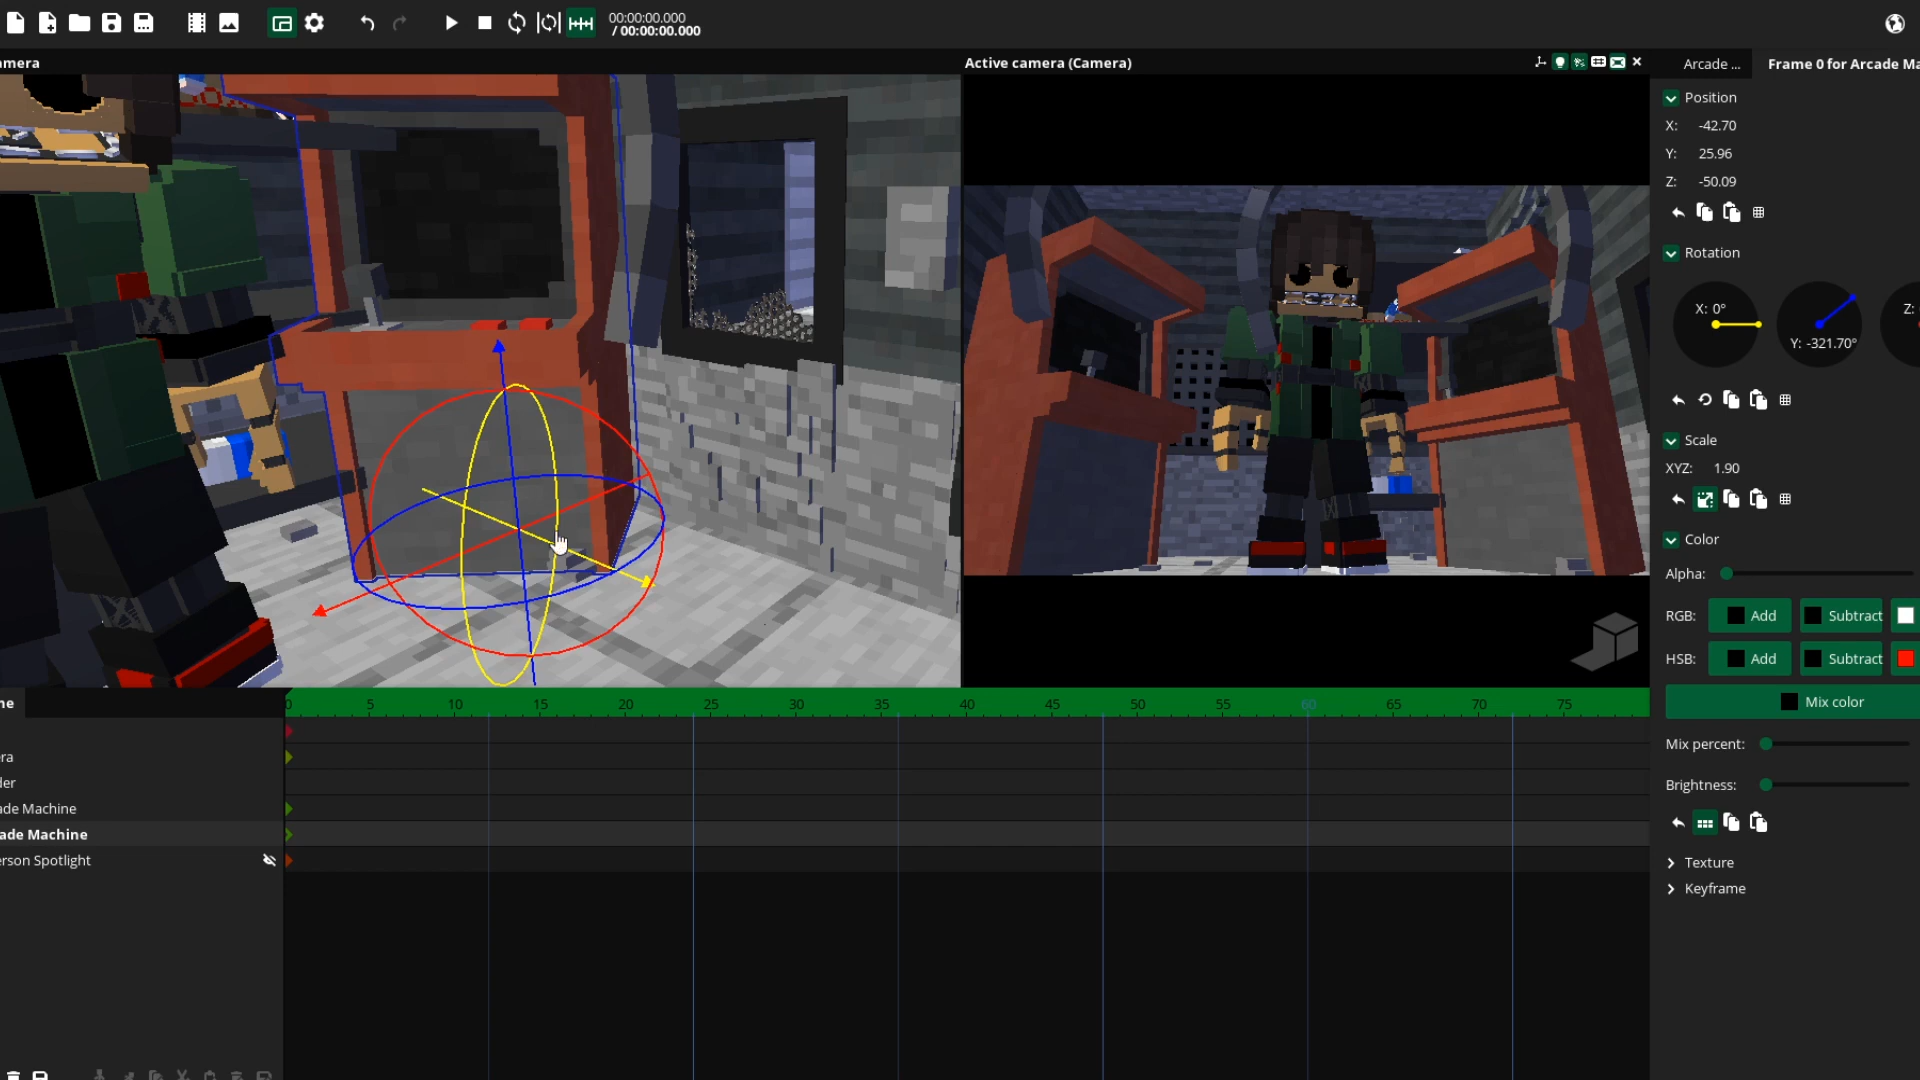 00:00:00.000
/ 00:00:00.000
amera
Active camera (Camera)
Arcade ...
Frame 0 for Arcade Ma
Position
X: -42.70
Y: 25.96
Z: -50.09
Rotation
X: 0°
Y: -321.70°
Z:
Scale
XYZ: 1.90
Color
Alpha:
RGB: Add Subtract
HSB: Add Subtract
Mix color
Mix percent:
Brightness:
Texture
Keyframe
ne
0 5 10 15 20 25 30 35 40 45 50 55 60 65 70 75
ra
der
ade Machine
ade Machine
erson Spotlight